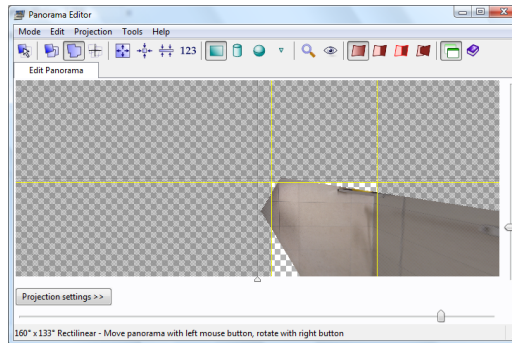 Panorama Editor
Mode Edit Projection Tools Help
123
Edit Panorama
Projection settings >>
160° x 133° Rectilinear - Move panorama with left mouse button, rotate with right button